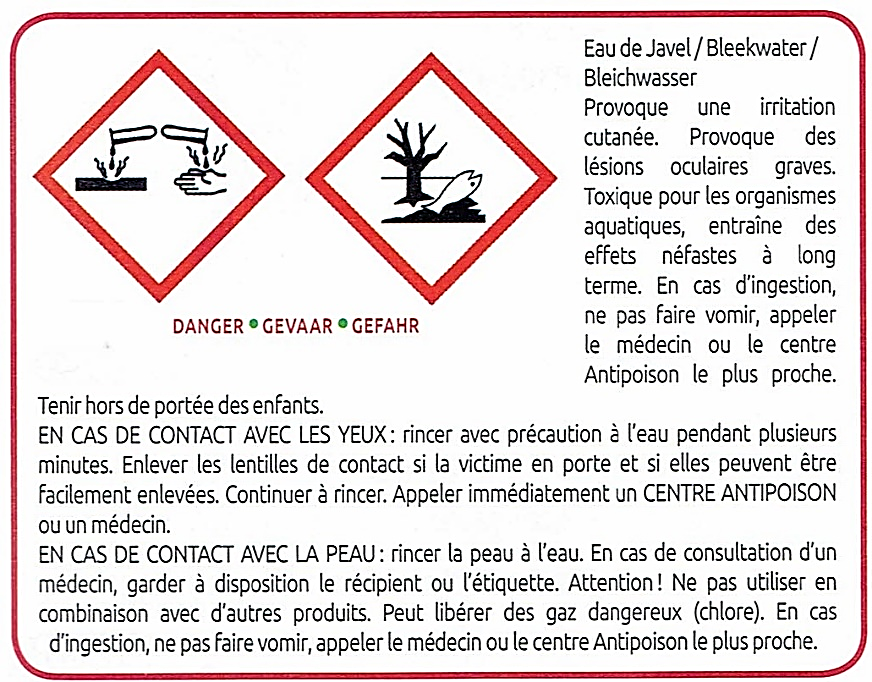 Eau de Javel / Bleekwater /
Bleichwasser
Provoque une irritation
cutanée. Provoque des
lésions oculaires graves.
Toxique pour les organismes
aquatiques, entraîne des
effets néfastes à long
terme. En cas d'ingestion,
ne pas faire vomir, appeler
le médecin ou le centre
Antipoison le plus proche.
DANGER • GEVAAR • GEFAHR
Tenir hors de portée des enfants.
EN CAS DE CONTACT AVEC LES YEUX : rincer avec précaution à l'eau pendant plusieurs
minutes. Enlever les lentilles de contact si la victime en porte et si elles peuvent être
facilement enlevées. Continuer à rincer. Appeler immédiatement un CENTRE ANTIPOISON
ou un médecin.
EN CAS DE CONTACT AVEC LA PEAU : rincer la peau à l'eau. En cas de consultation d'un
médecin, garder à disposition le récipient ou l'étiquette. Attention ! Ne pas utiliser en
combinaison avec d'autres produits. Peut libérer des gaz dangereux (chlore). En cas
d'ingestion, ne pas faire vomir, appeler le médecin ou le centre Antipoison le plus proche.